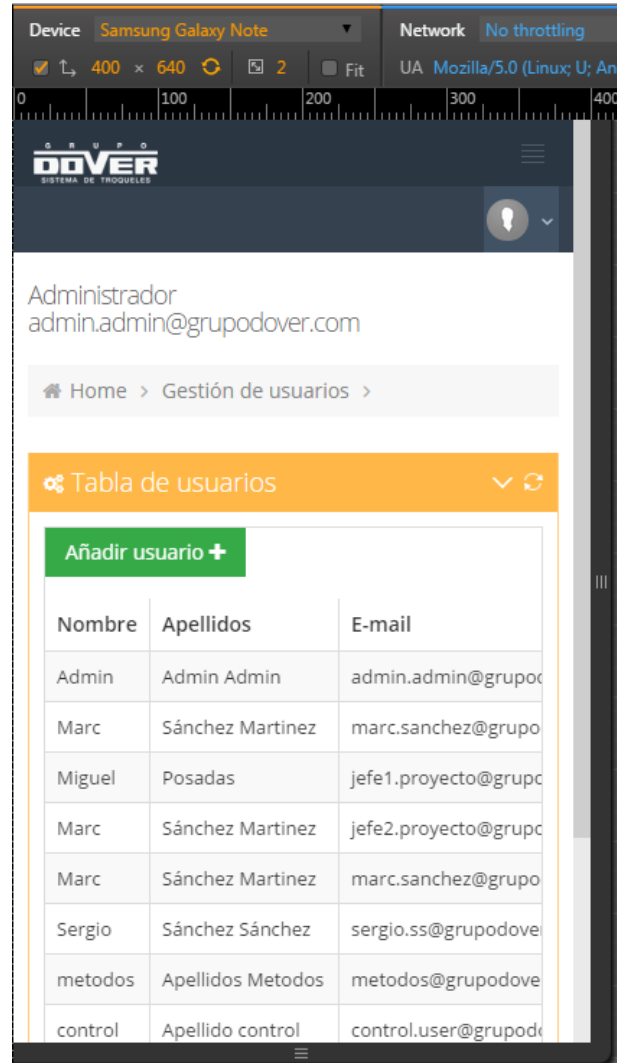 Device Samsung Galaxy Note Network No throttling
400 × 640 2 Fit UA Mozilla/5.0 (Linux; U; An
0 100 200 300 400
GRUPO
DOVER
SISTEMA DE TROQUELES
Administrador
admin.admin@grupodover.com
Home > Gestión de usuarios >
Tabla de usuarios
Añadir usuario +
Nombre Apellidos E-mail
Admin Admin Admin admin.admin@grupod
Marc Sánchez Martinez marc.sanchez@grupo
Miguel Posadas jefe1.proyecto@grupo
Marc Sánchez Martinez jefe2.proyecto@grupo
Marc Sánchez Martinez marc.sanchez@grupo
Sergio Sánchez Sánchez sergio.ss@grupodove
metodos Apellidos Metodos metodos@grupodove
control Apellido control control.user@grupod